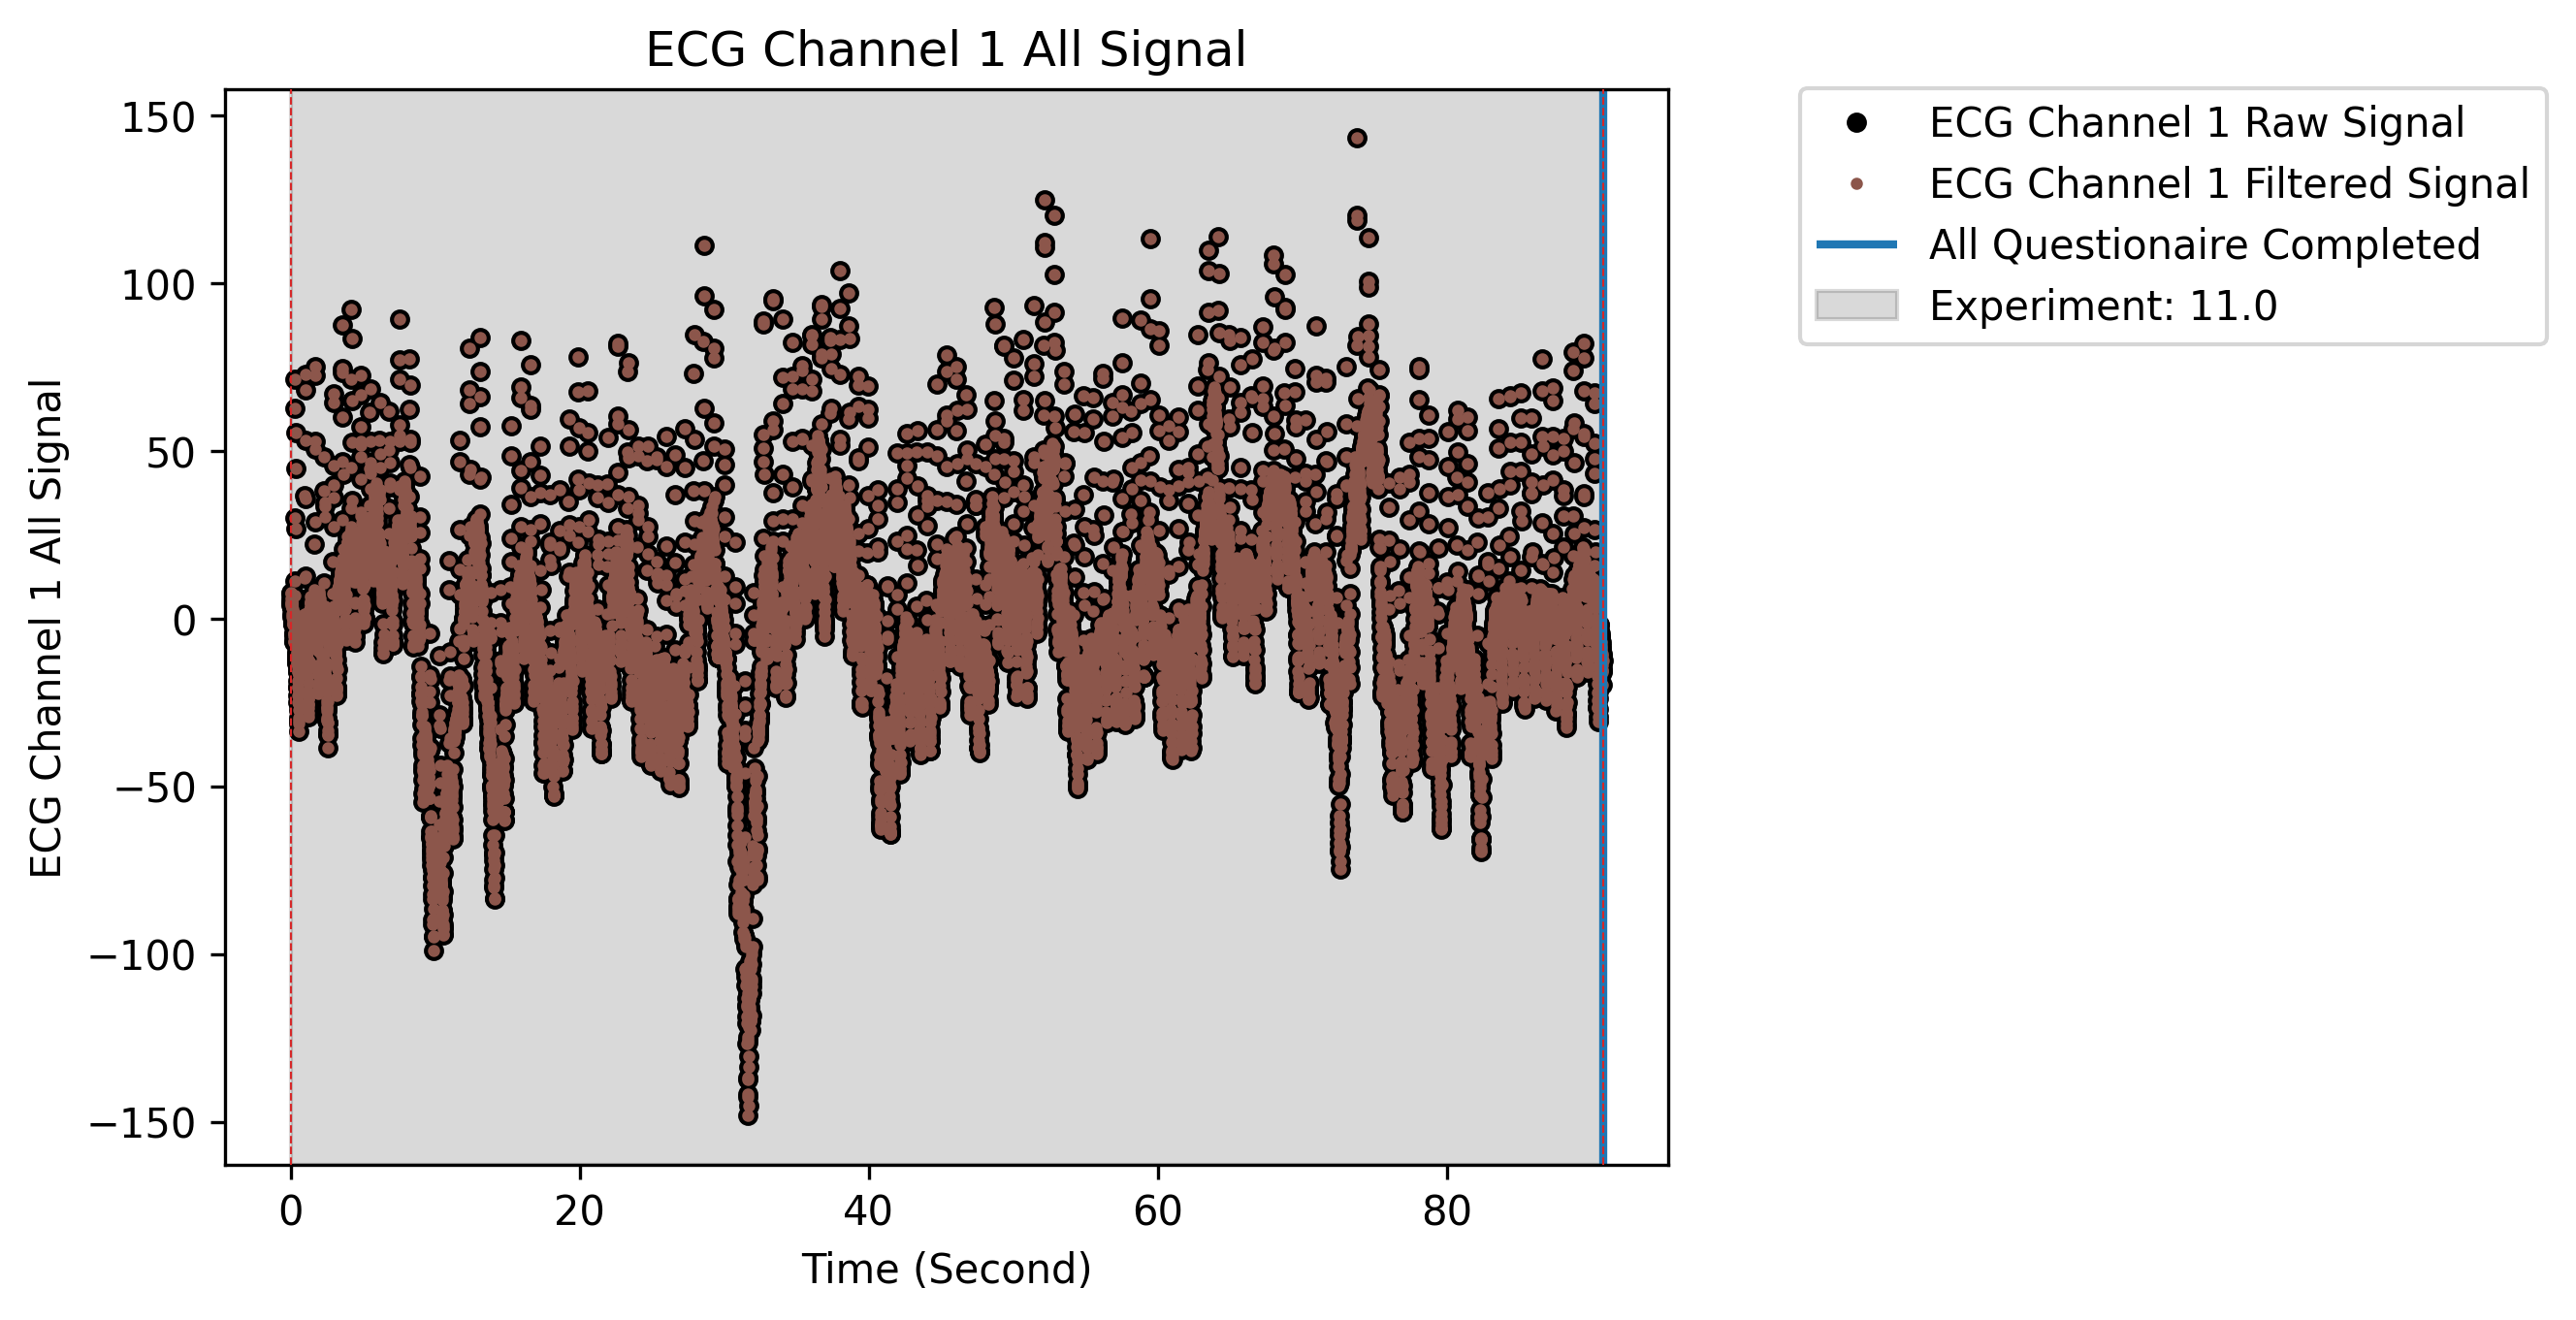 ECG Channel 1 All Signal
ECG Channel 1 All Signal
150
100
50
0
−50
−100
−150
0
20
40
60
80
Time (Second)
ECG Channel 1 Raw Signal
ECG Channel 1 Filtered Signal
All Questionaire Completed
Experiment: 11.0